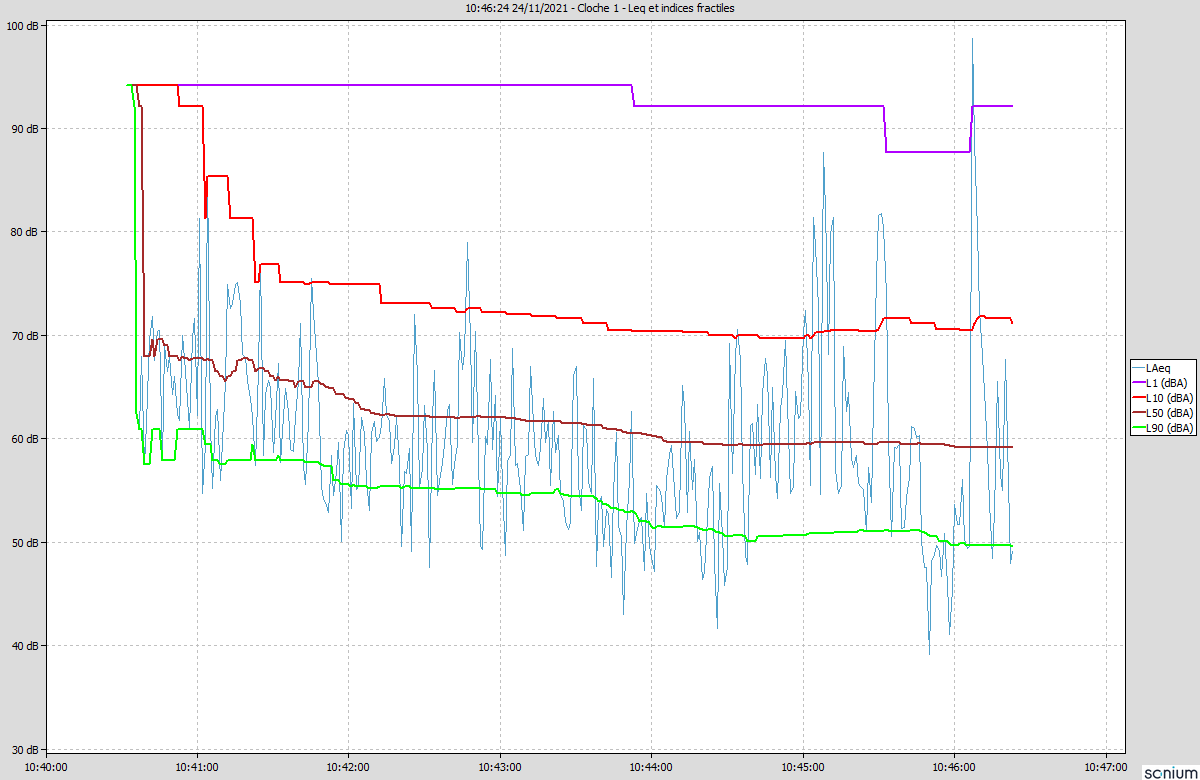 10:46:24 24/11/2021 - Cloche 1 - Leq et indices fractiles
100 dB
90 dB
80 dB
70 dB
60 dB
50 dB
40 dB
30 dB
10:40:00 10:41:00 10:42:00 10:43:00 10:44:00 10:45:00 10:46:00 10:47:00
LAeq
L1 (dBA)
L10 (dBA)
L50 (dBA)
L90 (dBA)